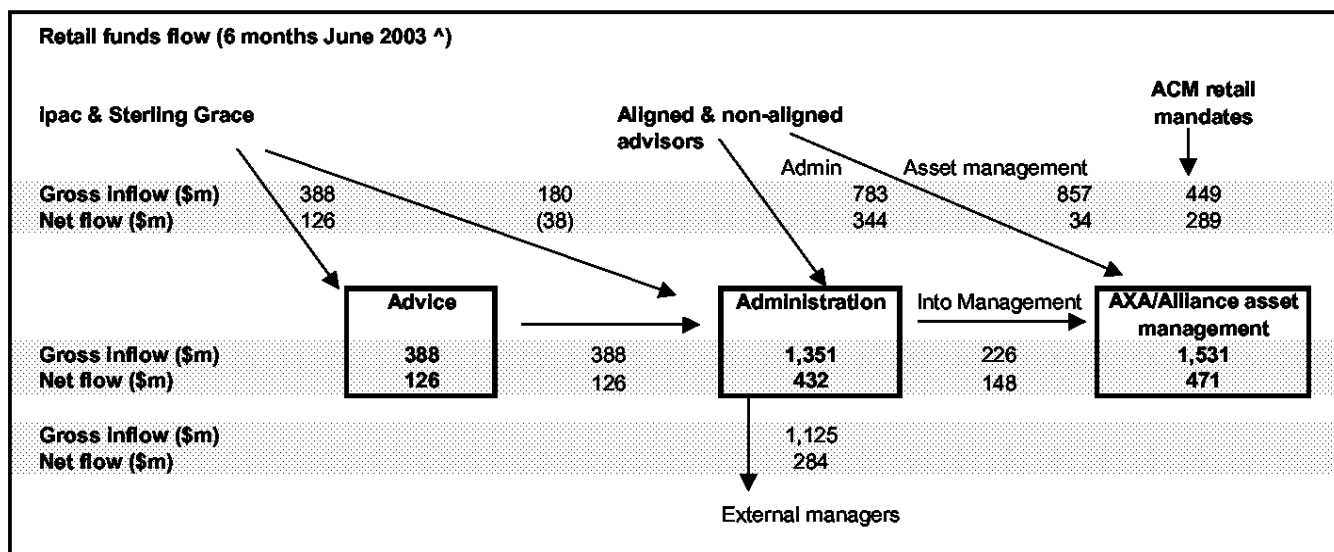 Retail funds flow (6 months June 2003 ^)
ACM retail
mandates
ipac & Sterling Grace
Aligned & non-aligned
advisors
Admin Asset management
Gross inflow ($m) 388 180 783 857 449
Net flow ($m) 126 (38) 344 34 289
Advice Administration Into Management AXA/Alliance asset
management
Gross inflow ($m) 388 388 1,351 226 1,531
Net flow ($m) 126 126 432 148 471
Gross inflow ($m) 1,125
Net flow ($m) 284
External managers